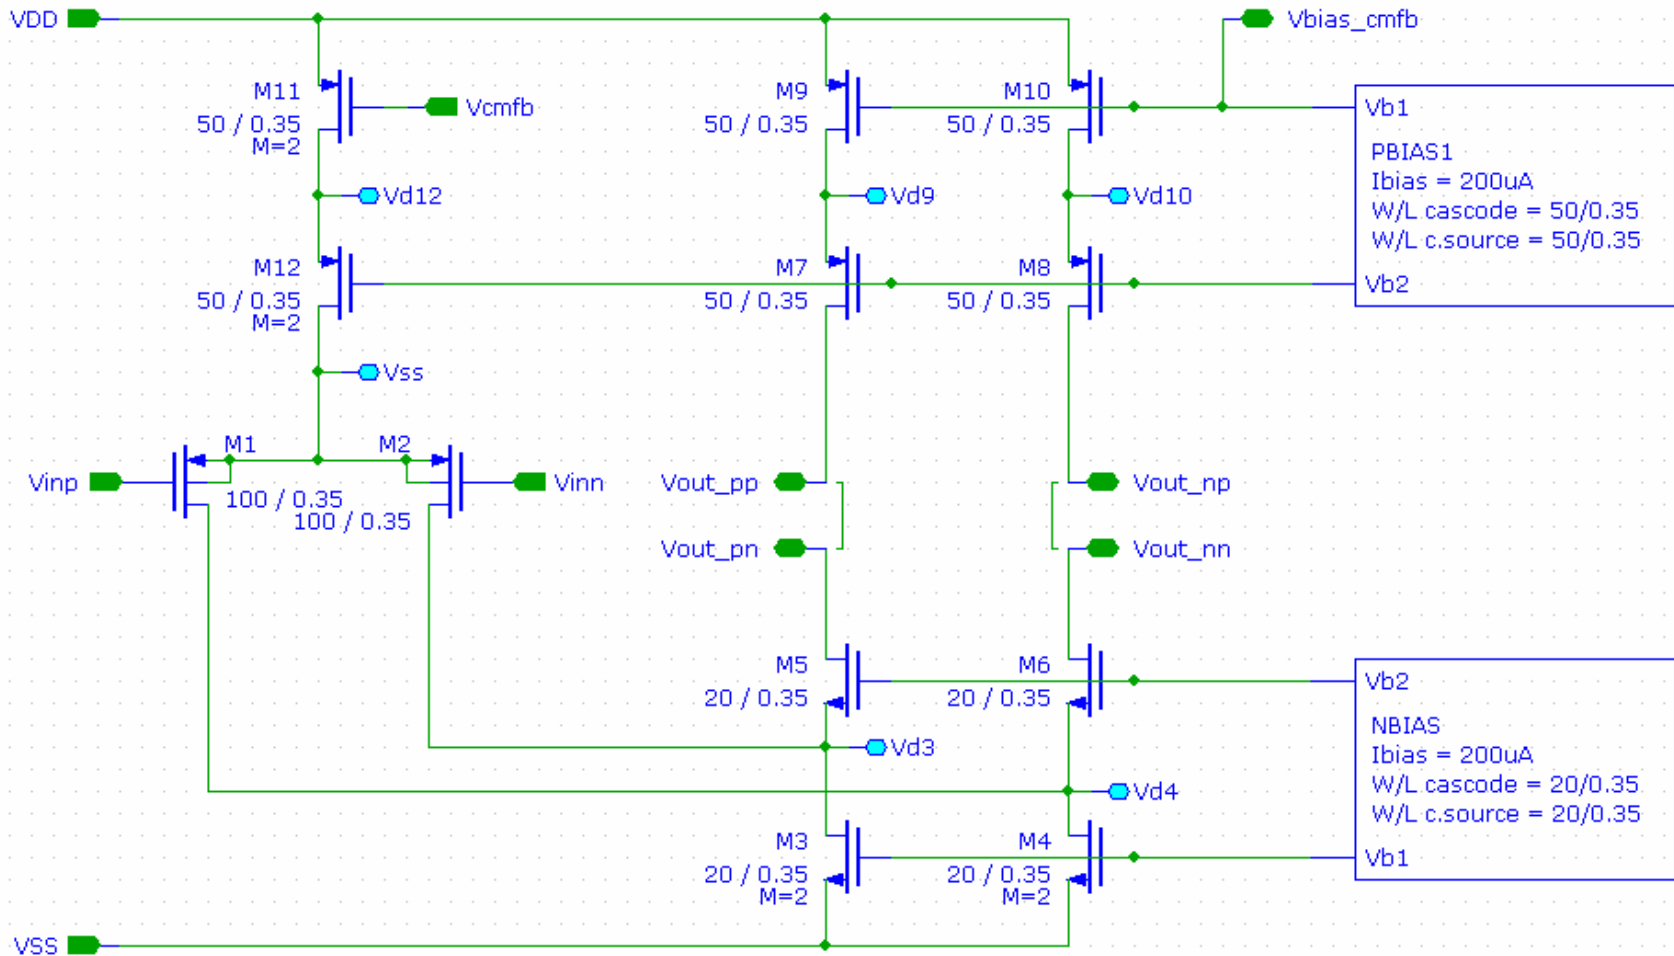 VDD
Vbias_cmfb
M11
50 / 0.35
M=2
Vcmfb
M9
50 / 0.35
M10
50 / 0.35
Vb1
PBIAS1
Ibias = 200uA
W/L cascode = 50/0.35
W/L c.source = 50/0.35
Vb2
Vd12
Vd9
Vd10
M12
50 / 0.35
M=2
M7
50 / 0.35
M8
50 / 0.35
Vss
M1
M2
Vinp
100 / 0.35
100 / 0.35
Vinn
Vout_pp
Vout_np
Vout_pn
Vout_nn
M5
20 / 0.35
M6
20 / 0.35
Vb2
NBIAS
Ibias = 200uA
W/L cascode = 20/0.35
W/L c.source = 20/0.35
Vb1
Vd3
Vd4
M3
20 / 0.35
M=2
M4
20 / 0.35
M=2
VSS